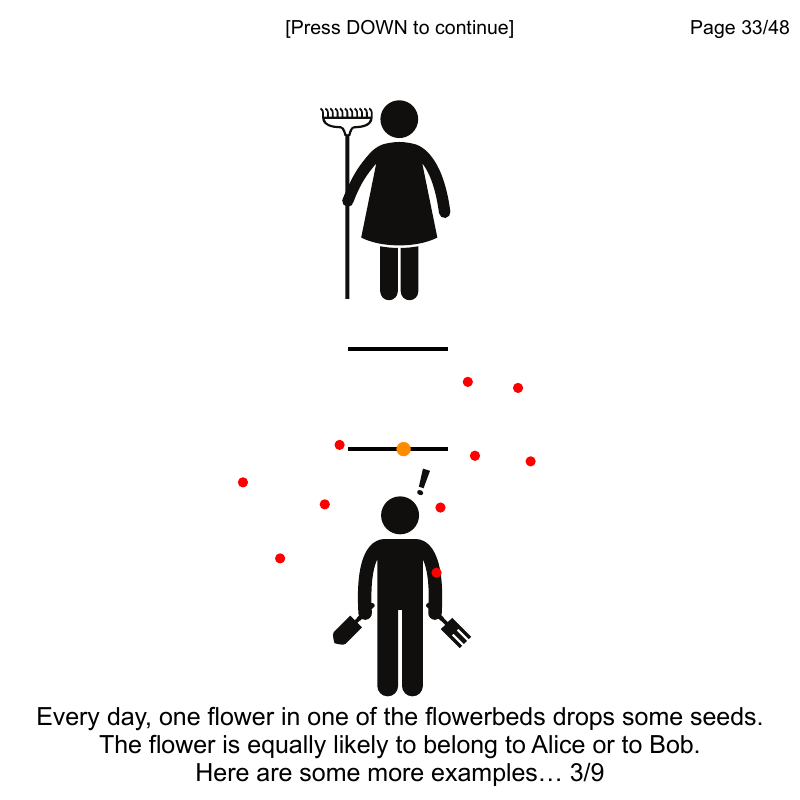 [Press DOWN to continue]
Page 33/48
!
Every day, one flower in one of the flowerbeds drops some seeds.
The flower is equally likely to belong to Alice or to Bob.
Here are some more examples… 3/9